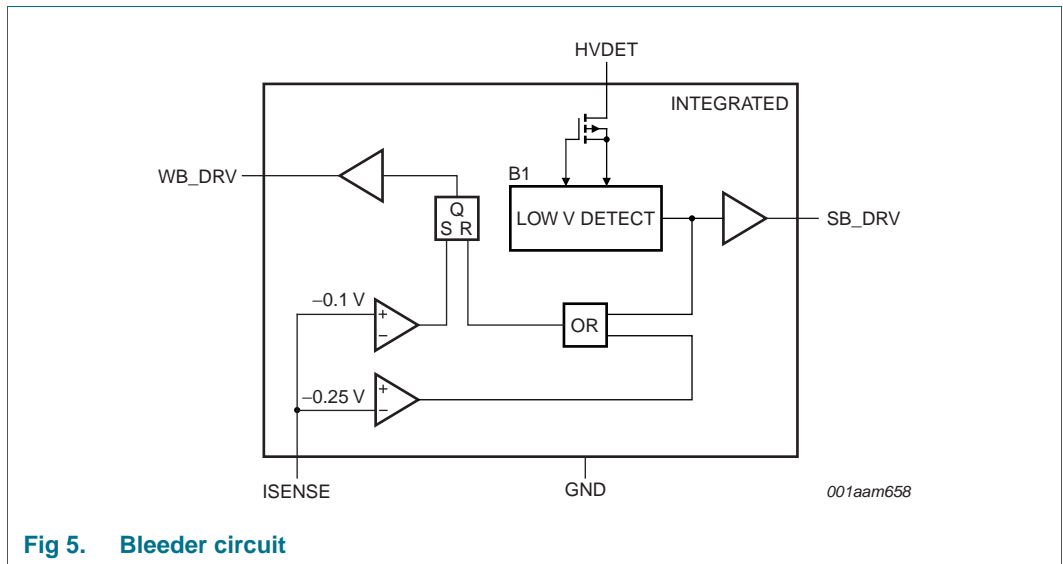 HVDET
INTEGRATED
WB_DRV
B1
Q
S R
LOW V DETECT
SB_DRV
−0.1 V
+
−
OR
−0.25 V
+
−
ISENSE
GND
001aam658
Fig 5. Bleeder circuit